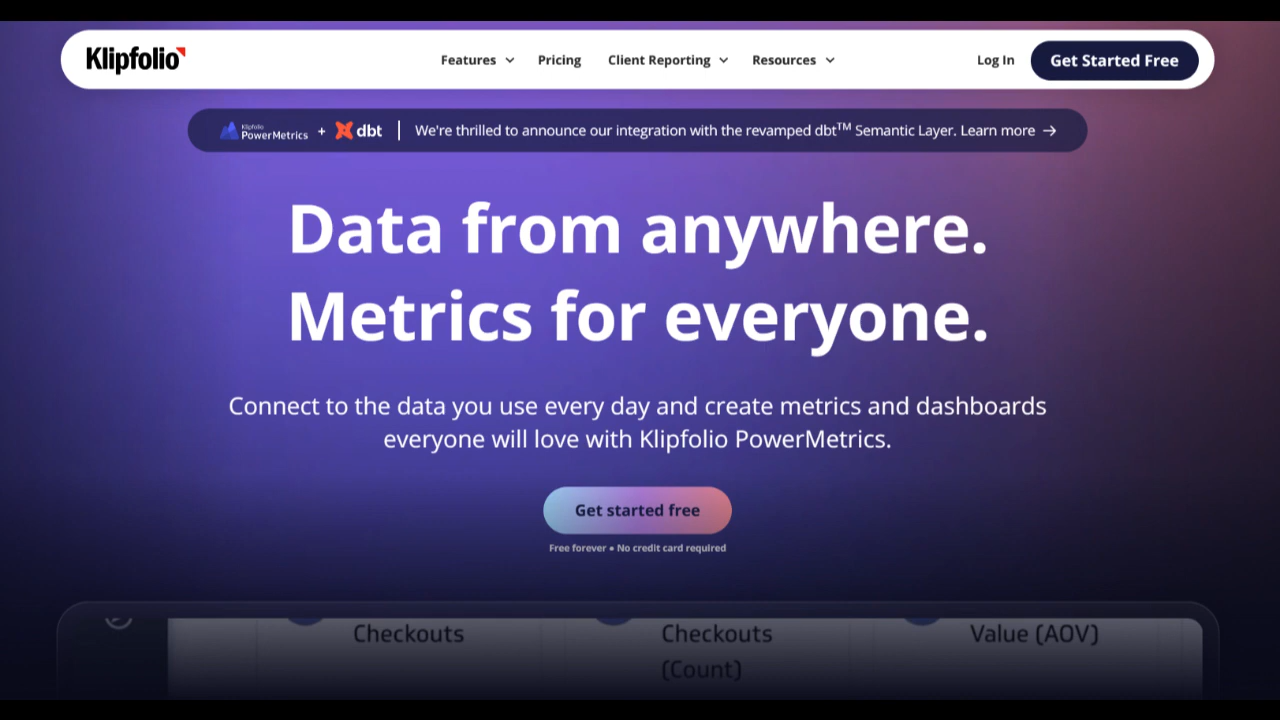 Klipfolio
Features Pricing Client Reporting Resources Log In Get Started Free
Klipfolio
PowerMetrics + dbt We're thrilled to announce our integration with the revamped dbt™ Semantic Layer. Learn more →
Data from anywhere.
Metrics for everyone.
Connect to the data you use every day and create metrics and dashboards
everyone will love with Klipfolio PowerMetrics.
Get started free
Free forever • No credit card required
Checkouts Checkouts Value (AOV)
(Count)